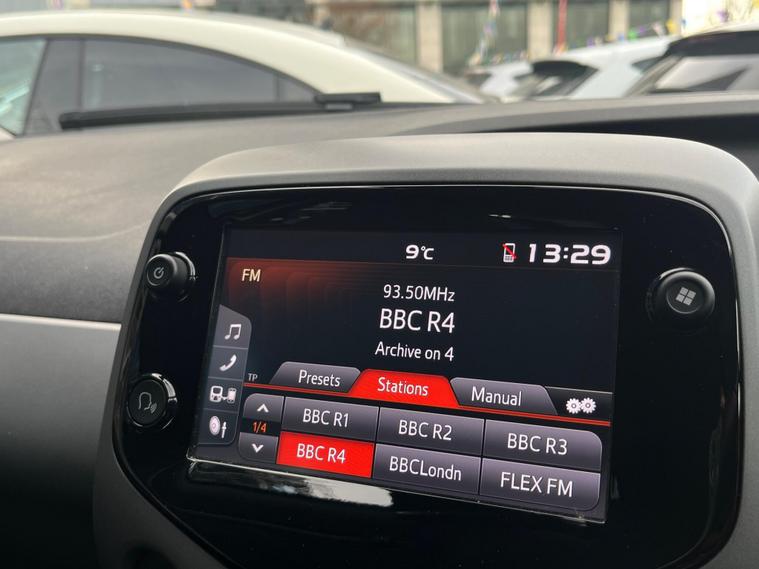 9°C 13:29
FM
93.50MHz
BBC R4
Archive on 4
TP
Presets Stations Manual
1/4
BBC R1 BBC R2 BBC R3
BBC R4 BBCLondn FLEX FM